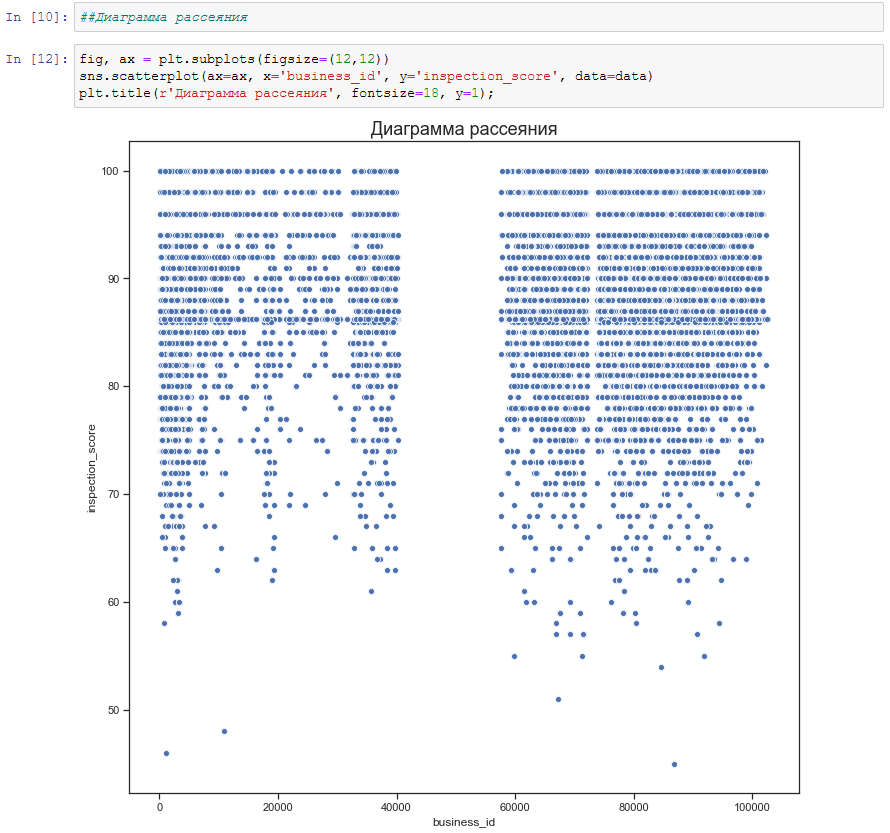 In [10]: ##Диаграмма рассеяния
In [12]: fig, ax = plt.subplots(figsize=(12,12))
sns.scatterplot(ax=ax, x='business_id', y='inspection_score', data=data)
plt.title(r'Диаграмма рассеяния', fontsize=18, y=1);
Диаграмма рассеяния
100
90
80
70
60
50
inspection_score
0 20000 40000 60000 80000 100000
business_id